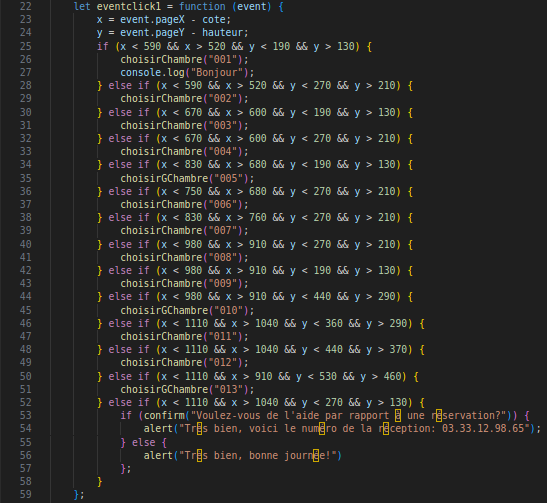 22 let eventclick1 = function (event) {
23 x = event.pageX - cote;
24 y = event.pageY - hauteur;
25 if (x < 590 && x > 520 && y < 190 && y > 130) {
26 choisirChambre("001");
27 console.log("Bonjour");
28 } else if (x < 590 && x > 520 && y < 270 && y > 210) {
29 choisirChambre("002");
30 } else if (x < 670 && x > 600 && y < 190 && y > 130) {
31 choisirChambre("003");
32 } else if (x < 670 && x > 600 && y < 270 && y > 210) {
33 choisirChambre("004");
34 } else if (x < 830 && x > 680 && y < 190 && y > 130) {
35 choisirGChambre("005");
36 } else if (x < 750 && x > 680 && y < 270 && y > 210) {
37 choisirChambre("006");
38 } else if (x < 830 && x > 760 && y < 270 && y > 210) {
39 choisirChambre("007");
40 } else if (x < 980 && x > 910 && y < 270 && y > 210) {
41 choisirChambre("008");
42 } else if (x < 980 && x > 910 && y < 190 && y > 130) {
43 choisirChambre("009");
44 } else if (x < 980 && x > 910 && y < 440 && y > 290) {
45 choisirGChambre("010");
46 } else if (x < 1110 && x > 1040 && y < 360 && y > 290) {
47 choisirChambre("011");
48 } else if (x < 1110 && x > 1040 && y < 440 && y > 370) {
49 choisirChambre("012");
50 } else if (x < 1110 && x > 910 && y < 530 && y > 460) {
51 choisirGChambre("013");
52 } else if (x < 1110 && x > 1040 && y < 270 && y > 130) {
53 if (confirm("Voulez-vous de l'aide par rapport à une réservation?")) {
54 alert("Très bien, voici le numéro de la réception: 03.33.12.98.65");
55 } else {
56 alert("Très bien, bonne journée!")
57 };
58 }
59 };